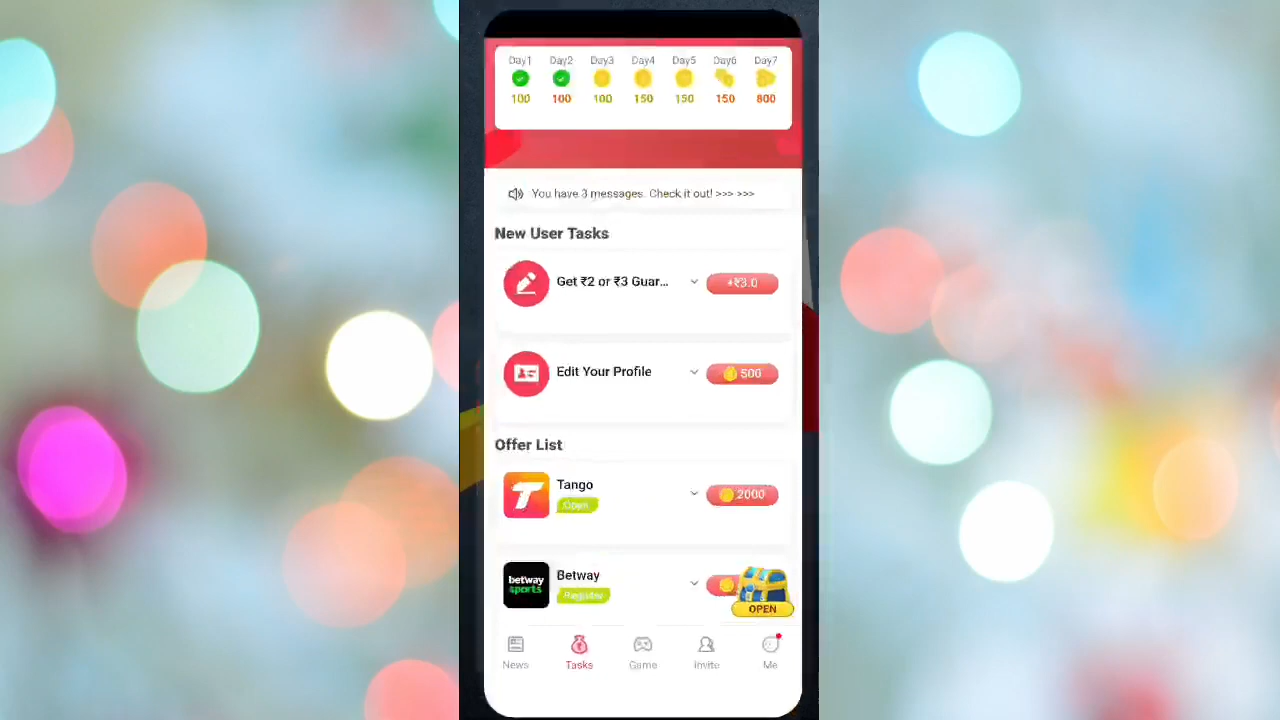 Day1 Day2 Day3 Day4 Day5 Day6 Day7
100 100 100 150 150 150 800
You have 3 messages. Check it out! >>> >>>
New User Tasks
Get ₹2 or ₹3 Guar... +₹3.0
Edit Your Profile 500
Offer List
Tango 2000
Open
betway sports
Betway
Register
OPEN
News Tasks Game Invite Me